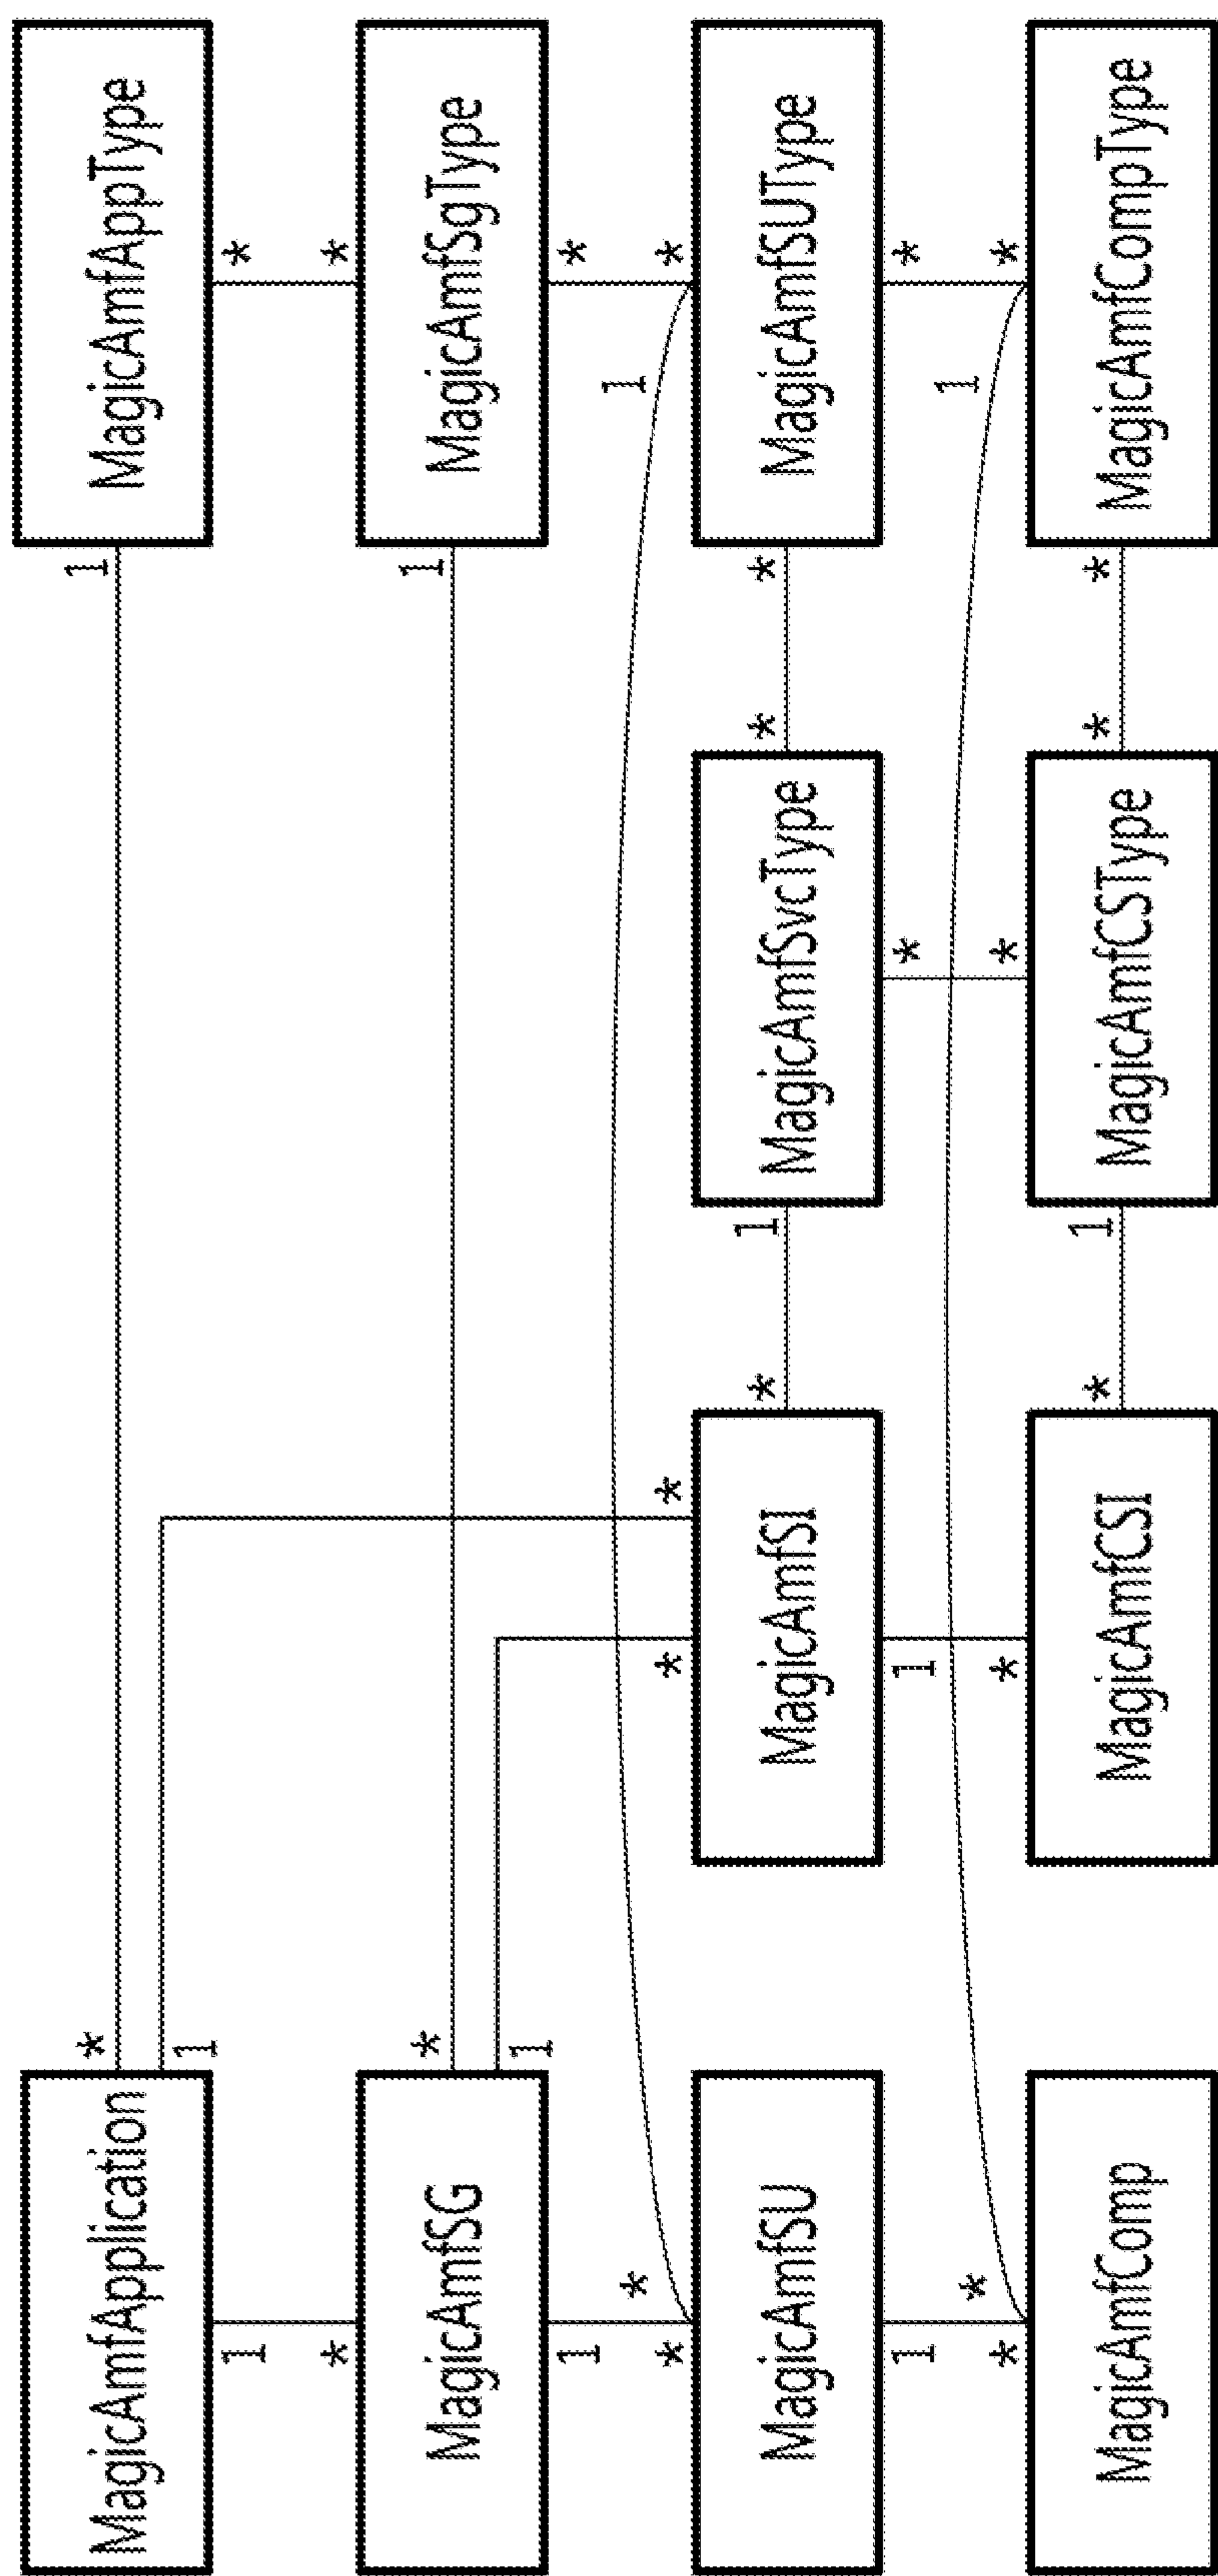 * 1
MagicAmfApplication MagicAmfAppType
1
1 *
* *
* 1
MagicAmfSG MagicAmfSgType
1
1 *
* 1
* * * *
* 1 * *
MagicAmfSU MagicAmfSI MagicAmfSvcType MagicAmfSUType
1 1 * *
* 1
* * * *
* 1 * *
MagicAmfComp MagicAmfCSI MagicAmfCSType MagicAmfCompType